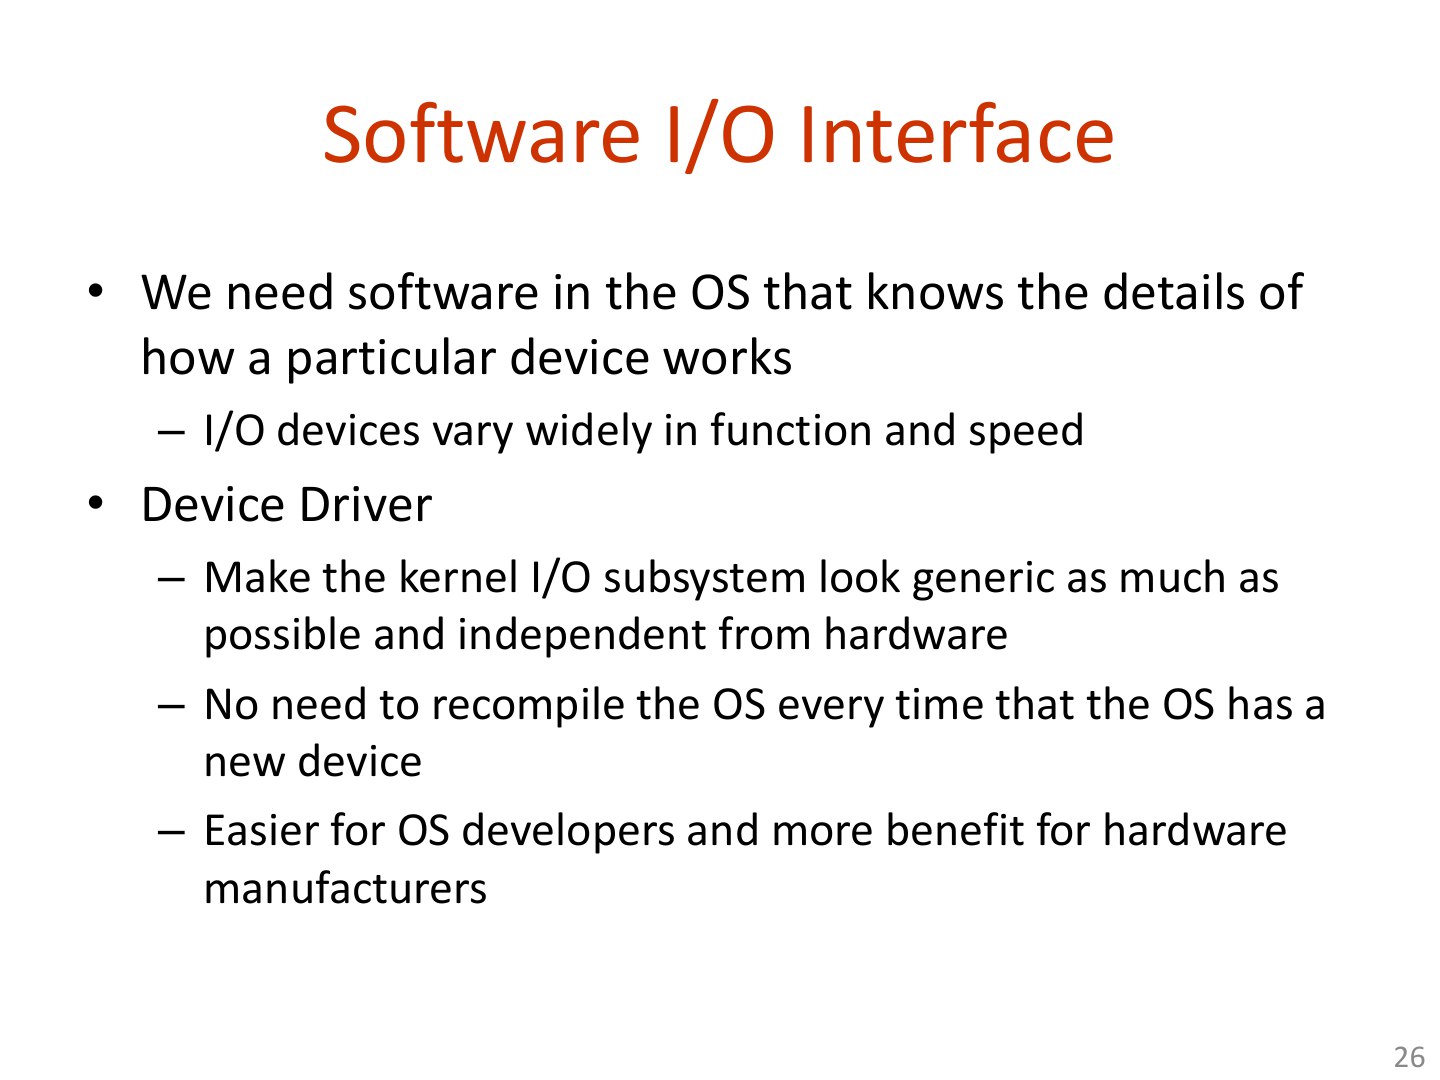 Software I/O Interface
• We need software in the OS that knows the details of
how a particular device works
– I/O devices vary widely in function and speed
• Device Driver
– Make the kernel I/O subsystem look generic as much as
possible and independent from hardware
– No need to recompile the OS every time that the OS has a
new device
– Easier for OS developers and more benefit for hardware
manufacturers
26